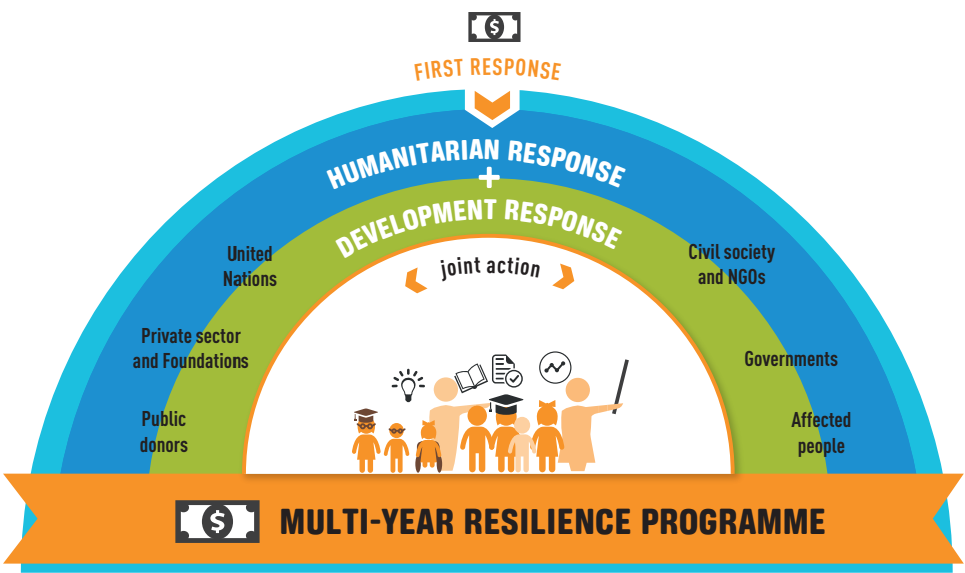 FIRST RESPONSE
HUMANITARIAN RESPONSE
+
DEVELOPMENT RESPONSE
joint action
United
Nations
Private sector
and Foundations
Public
donors
Civil society
and NGOs
Governments
Affected
people
MULTI-YEAR RESILIENCE PROGRAMME